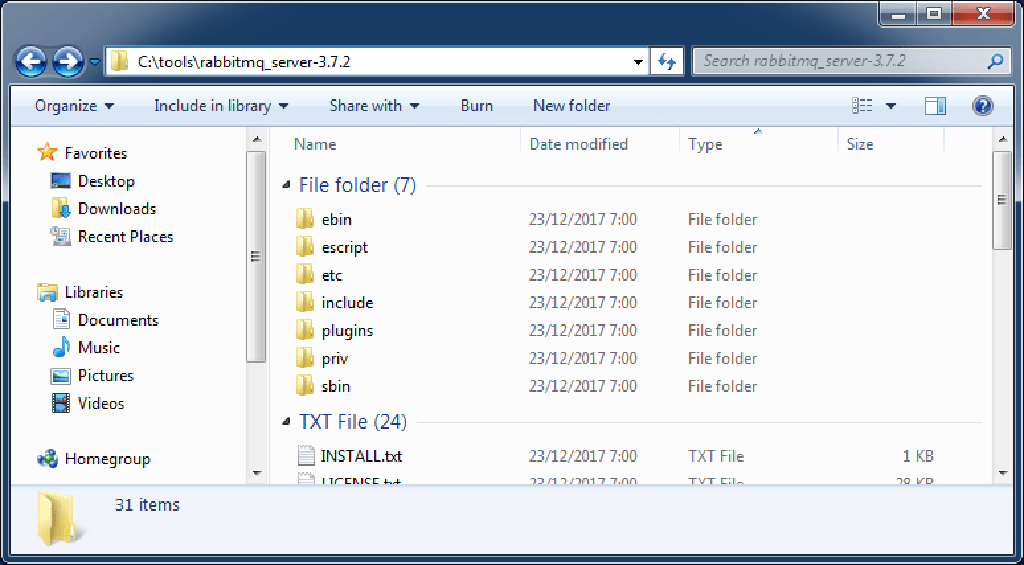 C:\tools\rabbitmq_server-3.7.2
Search rabbitmq_server-3.7.2
Organize Include in library Share with Burn New folder
Favorites
Desktop
Downloads
Recent Places
Libraries
Documents
Music
Pictures
Videos
Homegroup
Name Date modified Type Size
File folder (7)
ebin 23/12/2017 7:00 File folder
escript 23/12/2017 7:00 File folder
etc 23/12/2017 7:00 File folder
include 23/12/2017 7:00 File folder
plugins 23/12/2017 7:00 File folder
priv 23/12/2017 7:00 File folder
sbin 23/12/2017 7:00 File folder
TXT File (24)
INSTALL.txt 23/12/2017 7:00 TXT File 1 KB
LICENSE.txt 23/12/2017 7:00 TXT File KB
31 items